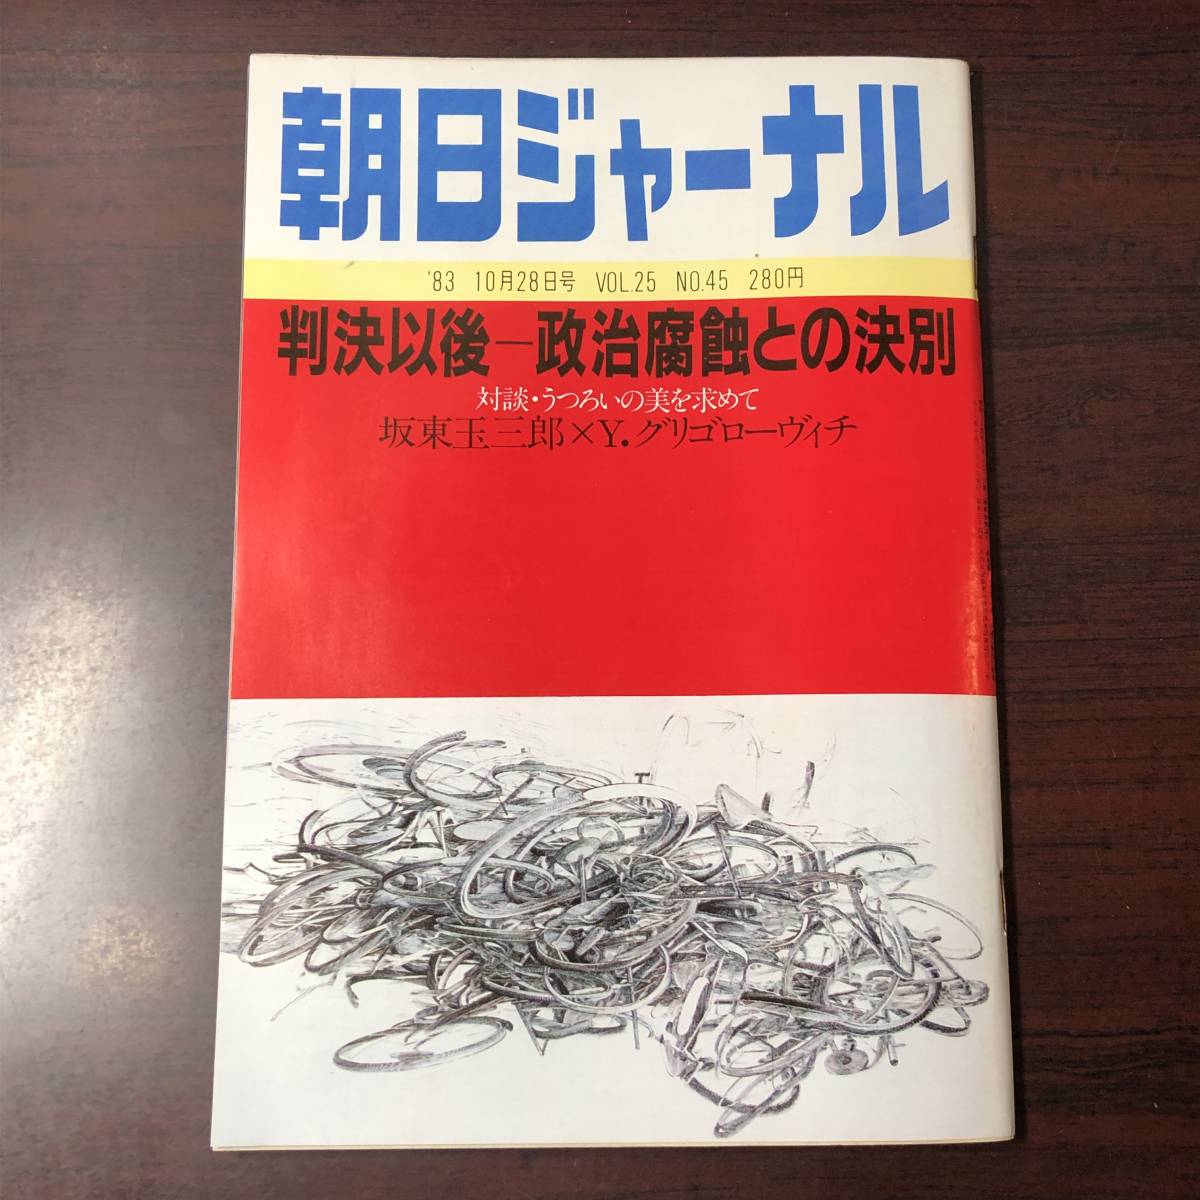 朝日ジャーナル
'83 10月28日号 VOL.25 NO.45 280円
判決以後―政治腐蝕との決別
対談・うつろいの美を求めて
坂東玉三郎×Y.グリゴローヴィチ